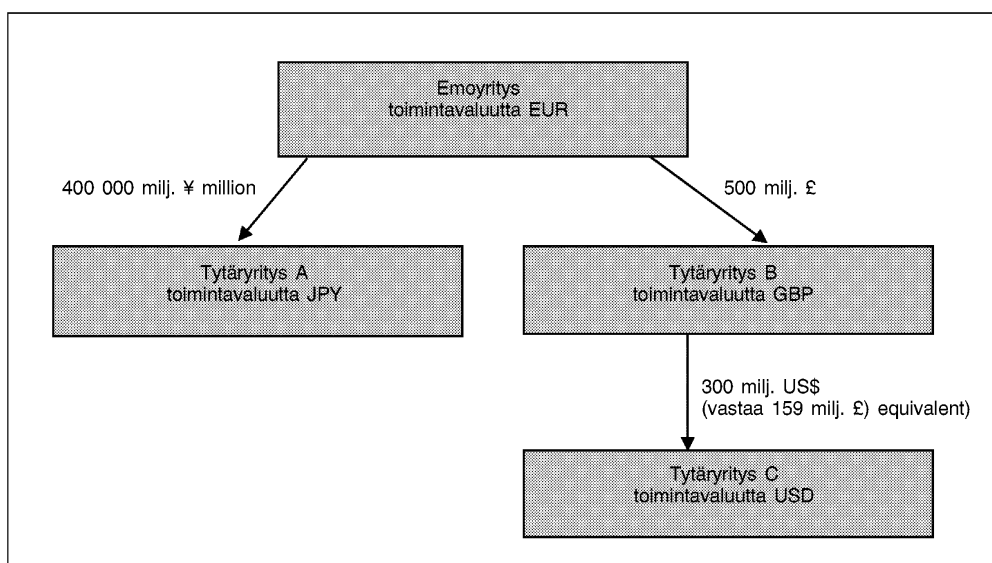 Emoyritys
toimintavaluutta EUR
400 000 milj. ¥ million
500 milj. £
Tytäryritys A
toimintavaluutta JPY
Tytäryritys B
toimintavaluutta GBP
300 milj. US$
(vastaa 159 milj. £) equivalent)
Tytäryritys C
toimintavaluutta USD